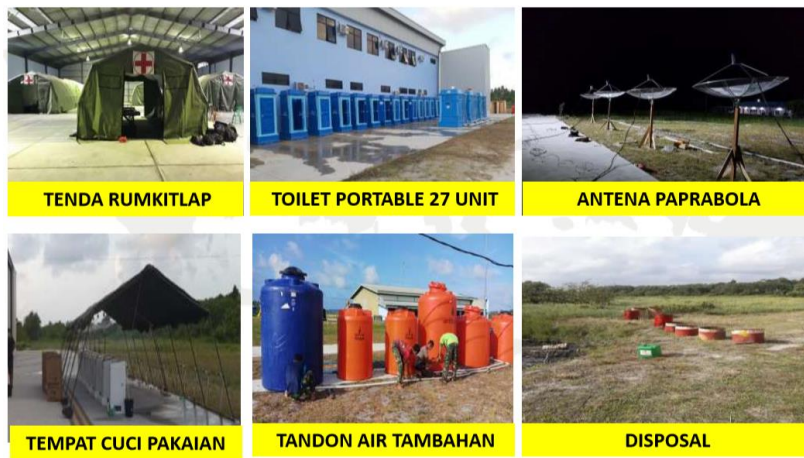 TENDA RUMKITLAP
TOILET PORTABLE 27 UNIT
ANTENA PAPRABOLA
TEMPAT CUCI PAKAIAN
TANDON AIR TAMBAHAN
DISPOSAL